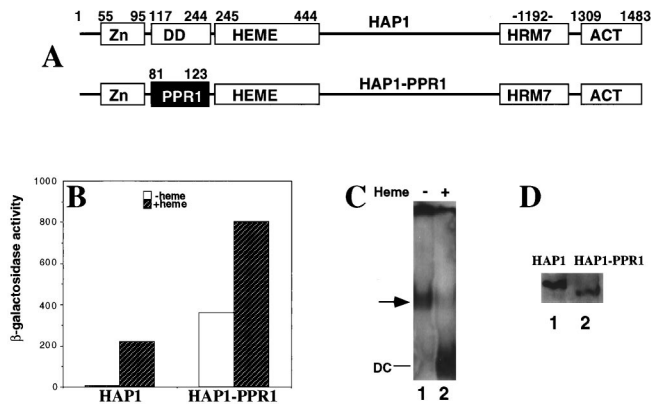 1 55 95 117 244 245 444 HAP1 -1192- 1309 1483
Zn DD HEME HRM7 ACT
A
81 123 HAP1-PPR1
Zn PPR1 HEME HRM7 ACT
B
β-galactosidase activity
1000
800
600
400
200
0
-heme
+heme
HAP1 HAP1-PPR1
C
Heme - +
DC
1 2
D
HAP1 HAP1-PPR1
1 2